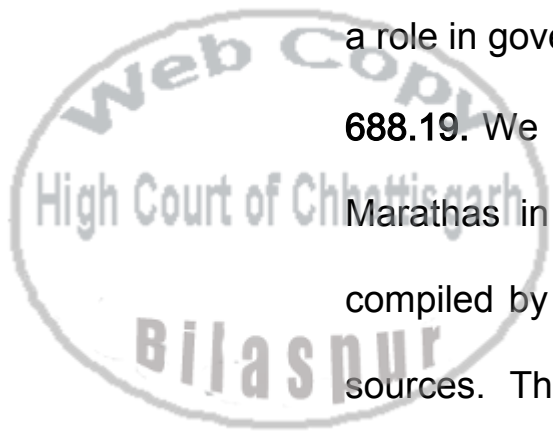 Web Copy
High Court of Chhattisgarh
Bilaspur
a role in gove
688.19. We
Marathas in
compiled by
sources. Th